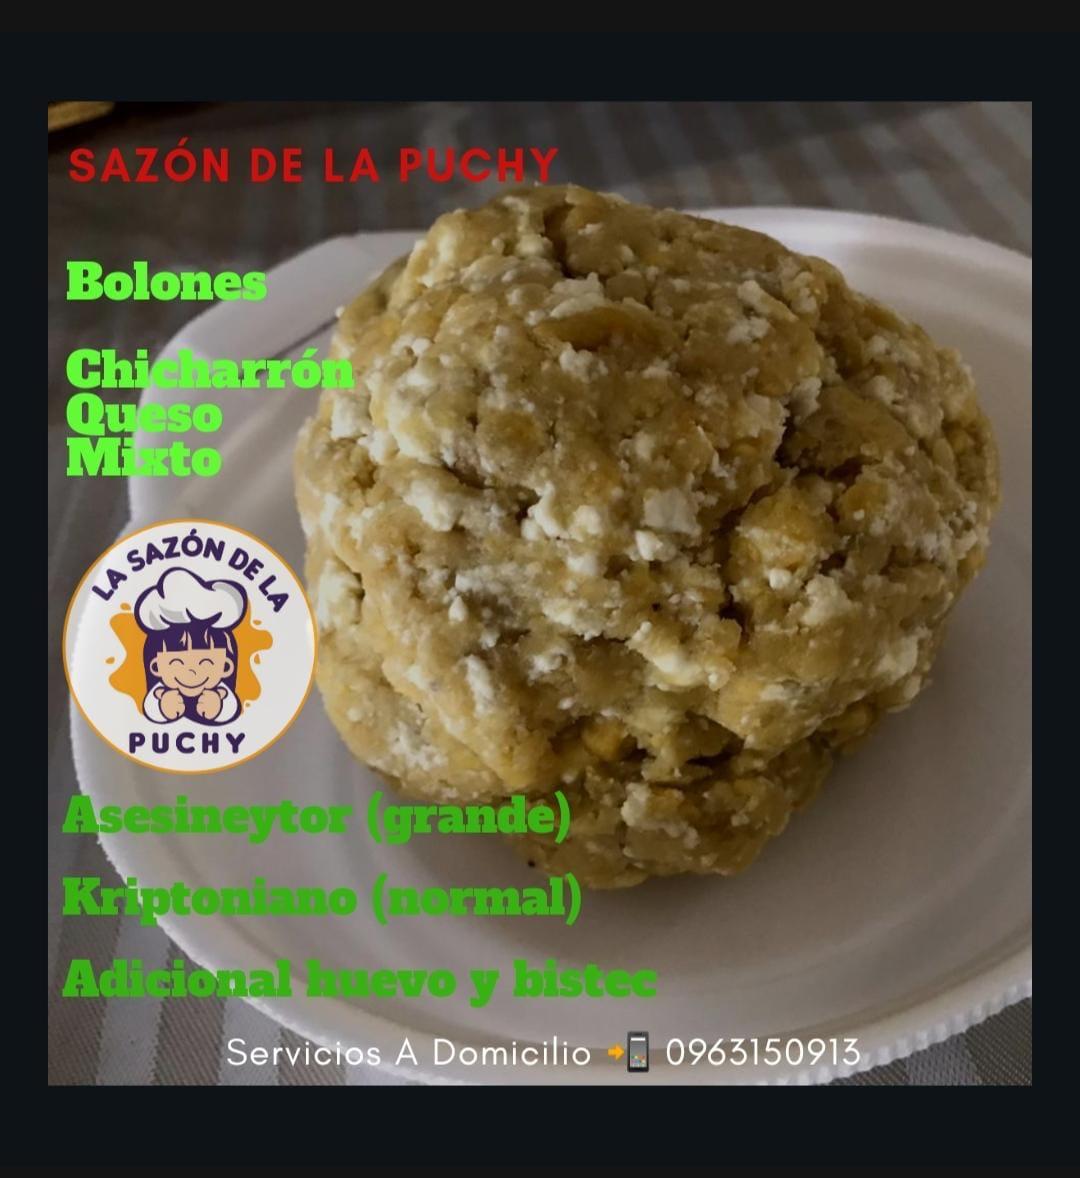 SAZÓN DE LA PUCHY
Bolones
Chicharrón
Queso
Mixto
LA SAZÓN DE LA
PUCHY
Asesineytor (grande)
Kriptoniano (normal)
Adicional huevo y bistec
Servicios A Domicilio 0963150913